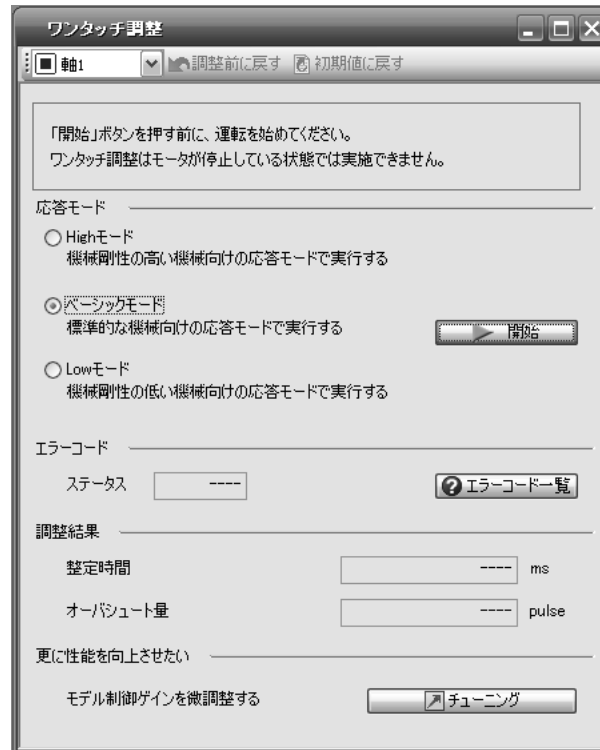 ワンタッチ調整
軸1 調整前に戻す 初期値に戻す
「開始」ボタンを押す前に、運転を始めてください。
ワンタッチ調整はモータが停止している状態では実施できません。
応答モード
Highモード
機械剛性の高い機械向けの応答モードで実行する
ベーシックモード
標準的な機械向けの応答モードで実行する
開始
Lowモード
機械剛性の低い機械向けの応答モードで実行する
エラーコード
ステータス ---- エラーコード一覧
調整結果
整定時間 ---- ms
オーバシュート量 ---- pulse
更に性能を向上させたい
モデル制御ゲインを微調整する チューニング